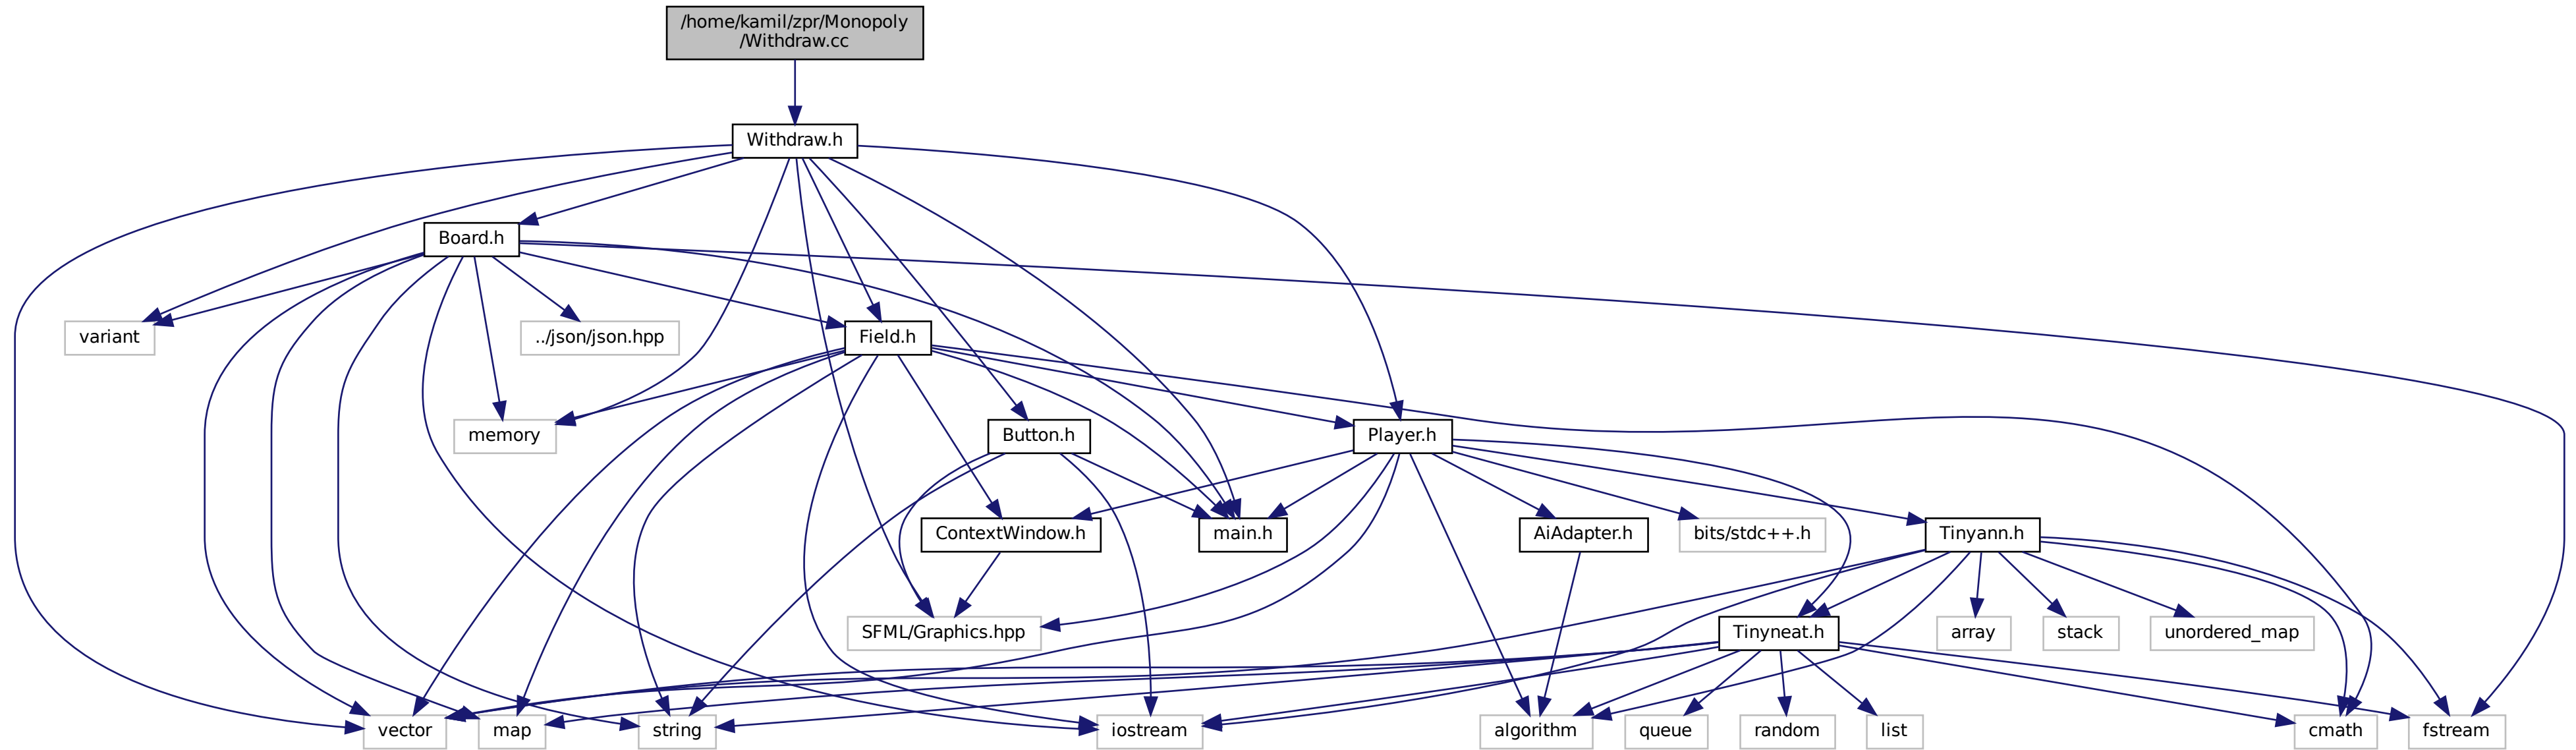 /home/kamil/zpr/Monopoly
/Withdraw.cc
Withdraw.h
Board.h
variant
../json/json.hpp
Field.h
memory
Button.h
Player.h
ContextWindow.h
main.h
AiAdapter.h
bits/stdc++.h
Tinyann.h
SFML/Graphics.hpp
Tinyneat.h
array
stack
unordered_map
vector
map
string
iostream
algorithm
queue
random
list
cmath
fstream